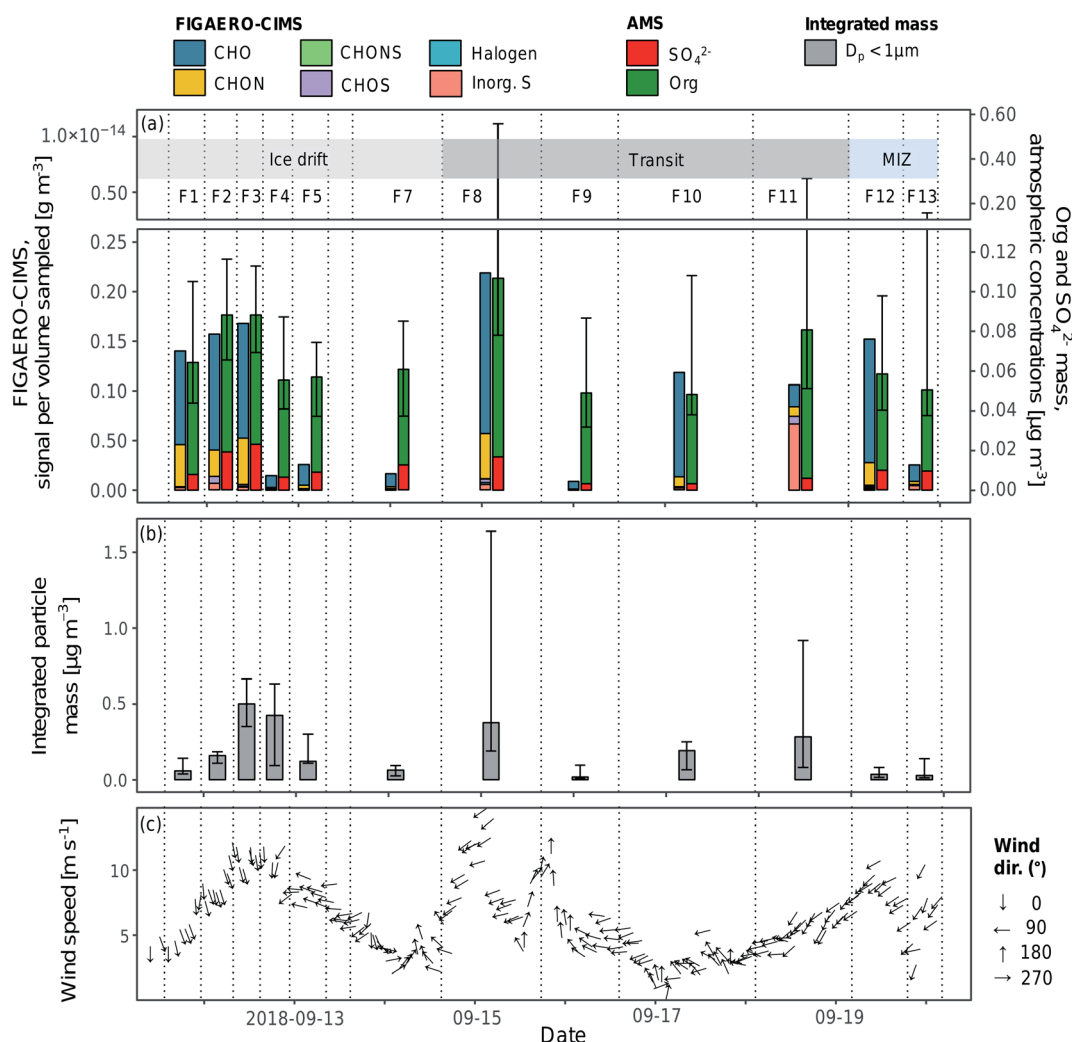 FIGAERO-CIMS AMS Integrated mass
CHO CHONS Halogen SO₄²⁻ Dₚ < 1µm
CHON CHOS Inorg. S Org
(a)
1.0×10⁻¹⁴
0.50
0.25
0.20
0.15
0.10
0.50
0.00
FIGAERO-CIMS,
signal per volume sampled [g m⁻³]
Ice drift Transit MIZ
F1 F2 F3 F4 F5 F7 F8 F9 F10 F11 F12 F13
0.60
0.40
0.20
0.12
0.10
0.08
0.06
0.04
0.02
0.00
Org and SO₄²⁻ mass,
atmospheric concentrations [µg m⁻³]
(b)
1.5
1.0
0.5
0.0
Integrated particle
mass [µg m⁻³]
(c)
10
5
Wind speed [m s⁻¹]
Wind
dir. (°)
↓ 0
← 90
↑ 180
→ 270
2018-09-13 09-15 09-17 09-19
Date